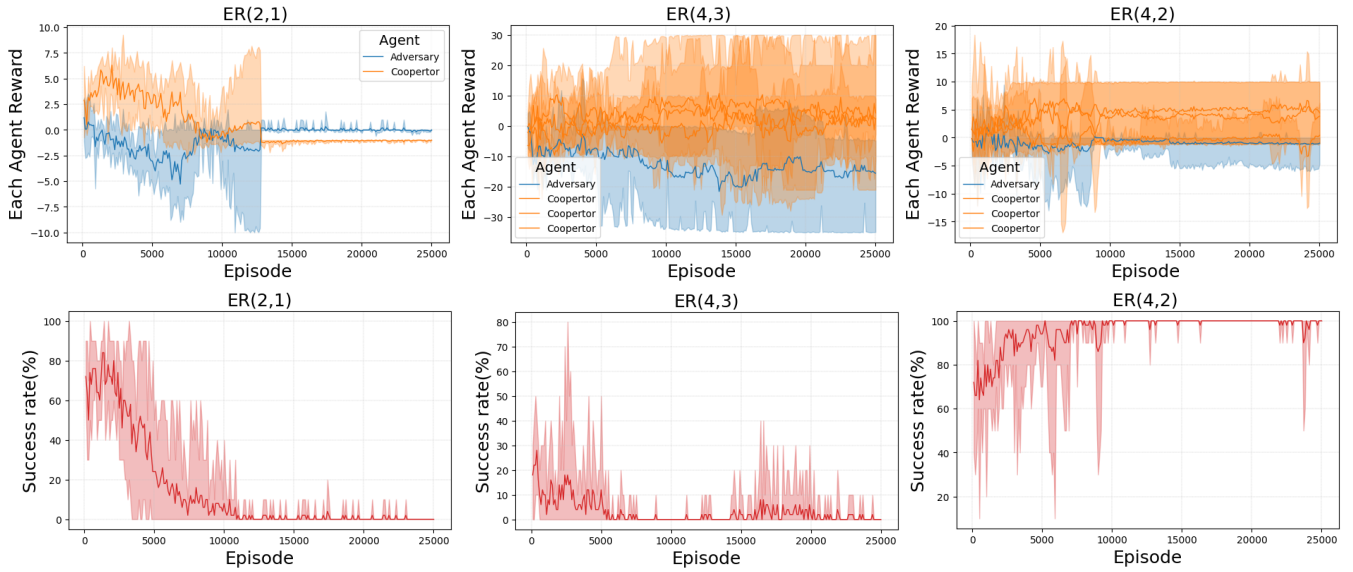 ER(2,1)
Each Agent Reward
10.0
7.5
5.0
2.5
0.0
−2.5
−5.0
−7.5
−10.0
Agent
Adversary
Coopertor
0 5000 10000 15000 20000 25000
Episode
ER(4,3)
Each Agent Reward
30
20
10
0
−10
−20
−30
Agent
Adversary
Coopertor
Coopertor
Coopertor
0 5000 10000 15000 20000 25000
Episode
ER(4,2)
Each Agent Reward
20
15
10
5
0
−5
−10
−15
Agent
Adversary
Coopertor
Coopertor
Coopertor
0 5000 10000 15000 20000 25000
Episode
ER(2,1)
Success rate(%)
100
80
60
40
20
0
0 5000 10000 15000 20000 25000
Episode
ER(4,3)
Success rate(%)
80
70
60
50
40
30
20
10
0
0 5000 10000 15000 20000 25000
Episode
ER(4,2)
Success rate(%)
100
80
60
40
20
0 5000 10000 15000 20000 25000
Episode